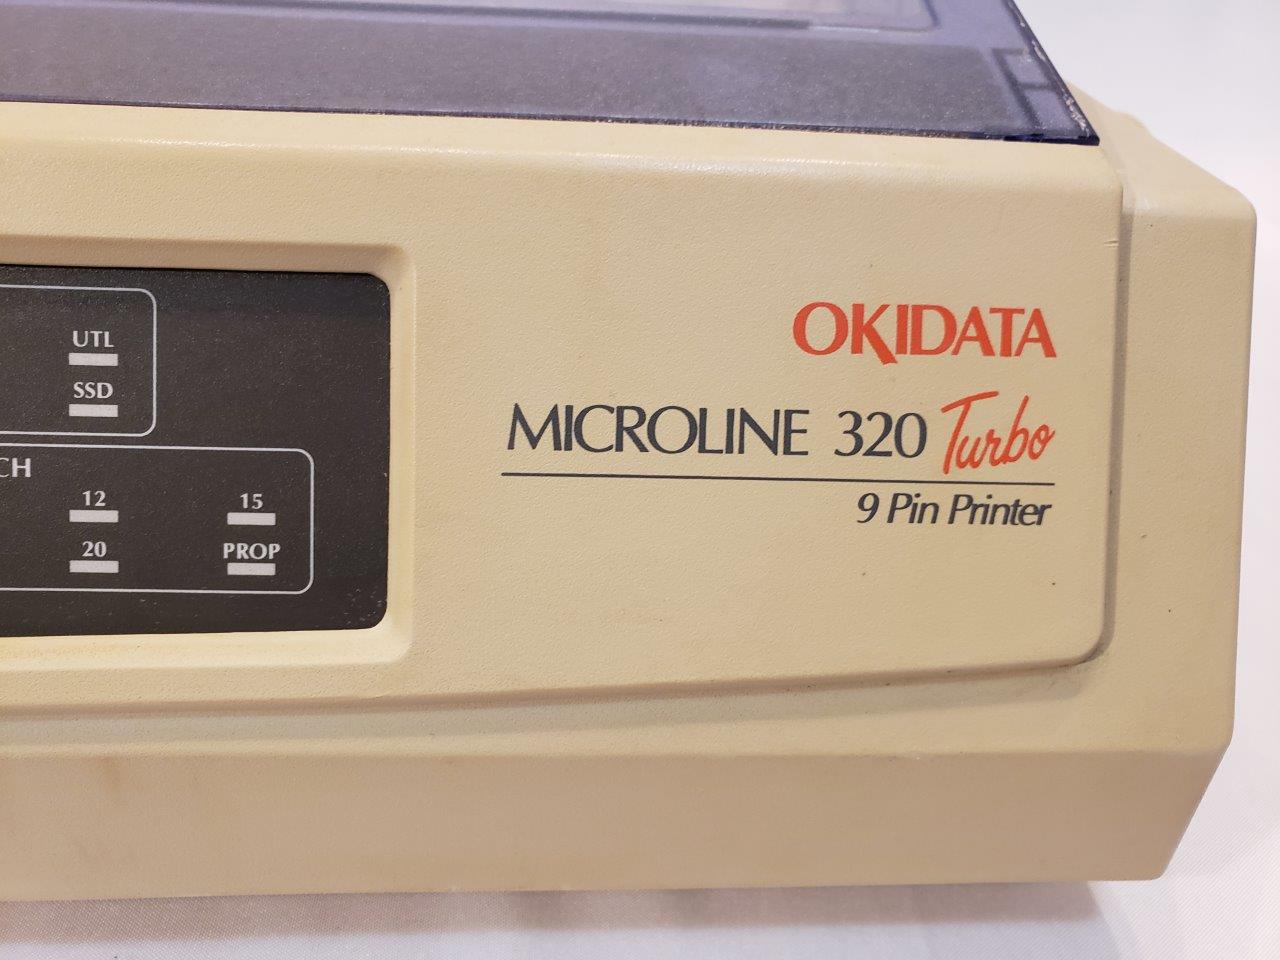 UTL
SSD
CH
12 15
20 PROP
OKIDATA
MICROLINE 320 Turbo
9 Pin Printer